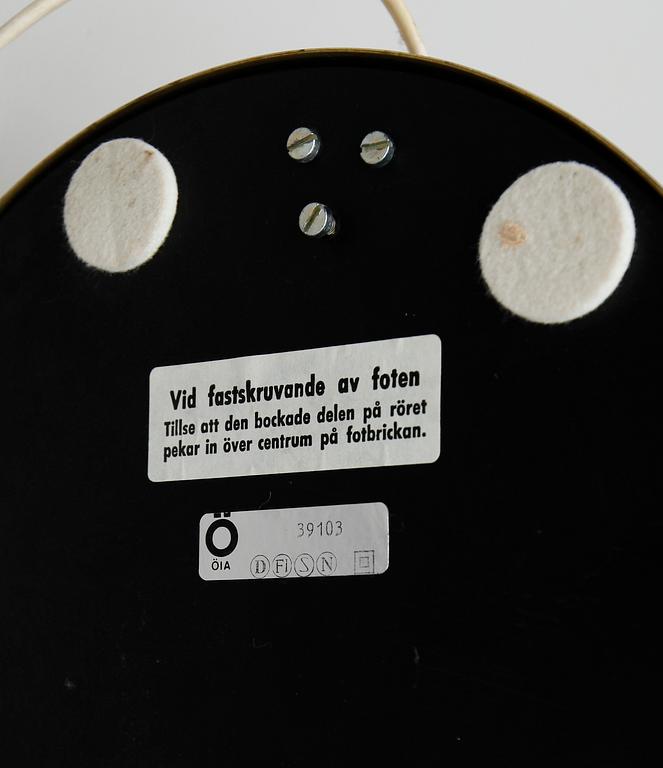 Vid fastskruvande av foten
Tillse att den bockade delen på röret
pekar in över centrum på fotbrickan.
Ö 39103
ÖIA D FI S N